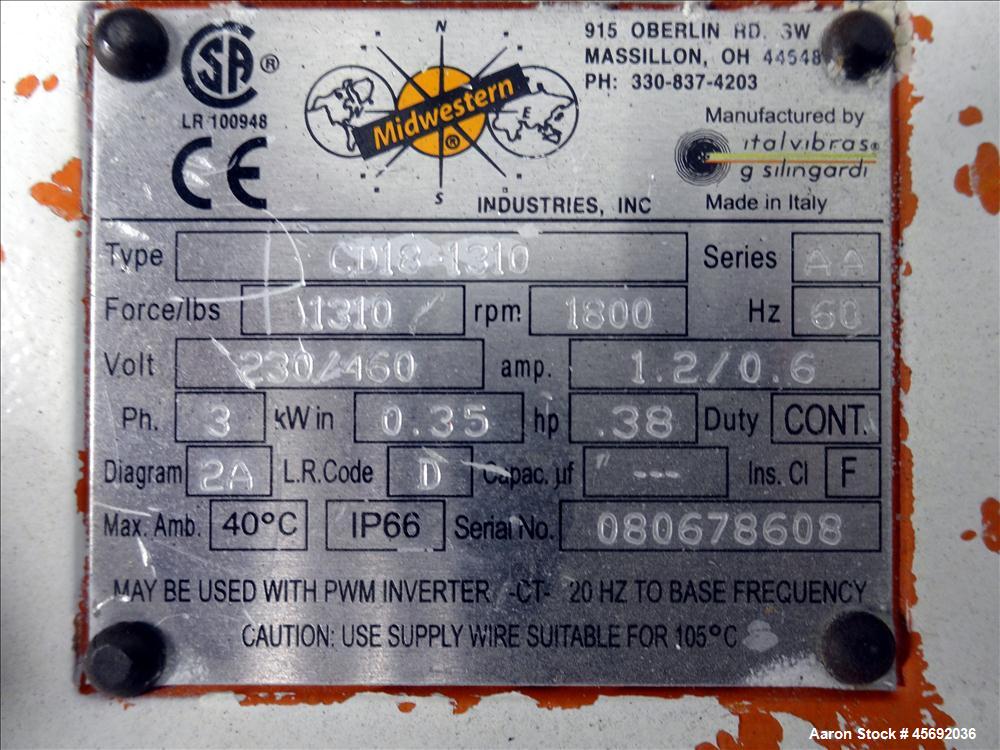 915 OBERLIN RD. SW
MASSILLON, OH 44648
PH: 330-837-4203
SA ®
LR 100948
CE
N
W
E
S
Midwestern ®
INDUSTRIES, INC
Manufactured by
italvibras®
g silingardi
Made in Italy
Type CD18-1310 Series AA
Force/lbs 1310 rpm 1800 Hz 60
Volt 230/460 amp. 1.2/0.6
Ph. 3 kW in 0.35 hp .38 Duty CONT.
Diagram 2A L.R.Code D Capac. µf --- Ins. Cl F
Max. Amb. 40°C IP66 Serial No. 080678608
MAY BE USED WITH PWM INVERTER -CT- 20 HZ TO BASE FREQUENCY
CAUTION: USE SUPPLY WIRE SUITABLE FOR 105°C
Aaron Stock # 45692036